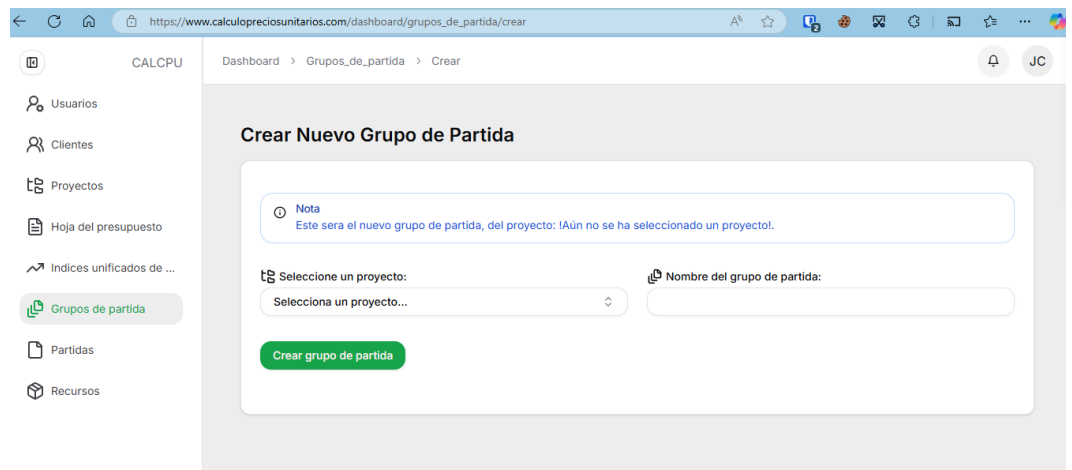 https://www.calculopreciosunitarios.com/dashboard/grupos_de_partida/crear
2
CALCPU
Dashboard > Grupos_de_partida > Crear
JC
Usuarios
Clientes
Proyectos
Hoja del presupuesto
Indices unificados de ...
Grupos de partida
Partidas
Recursos
Crear Nuevo Grupo de Partida
Nota
Este sera el nuevo grupo de partida, del proyecto: !Aún no se ha seleccionado un proyecto!.
Seleccione un proyecto:
Selecciona un proyecto...
Nombre del grupo de partida:
Crear grupo de partida